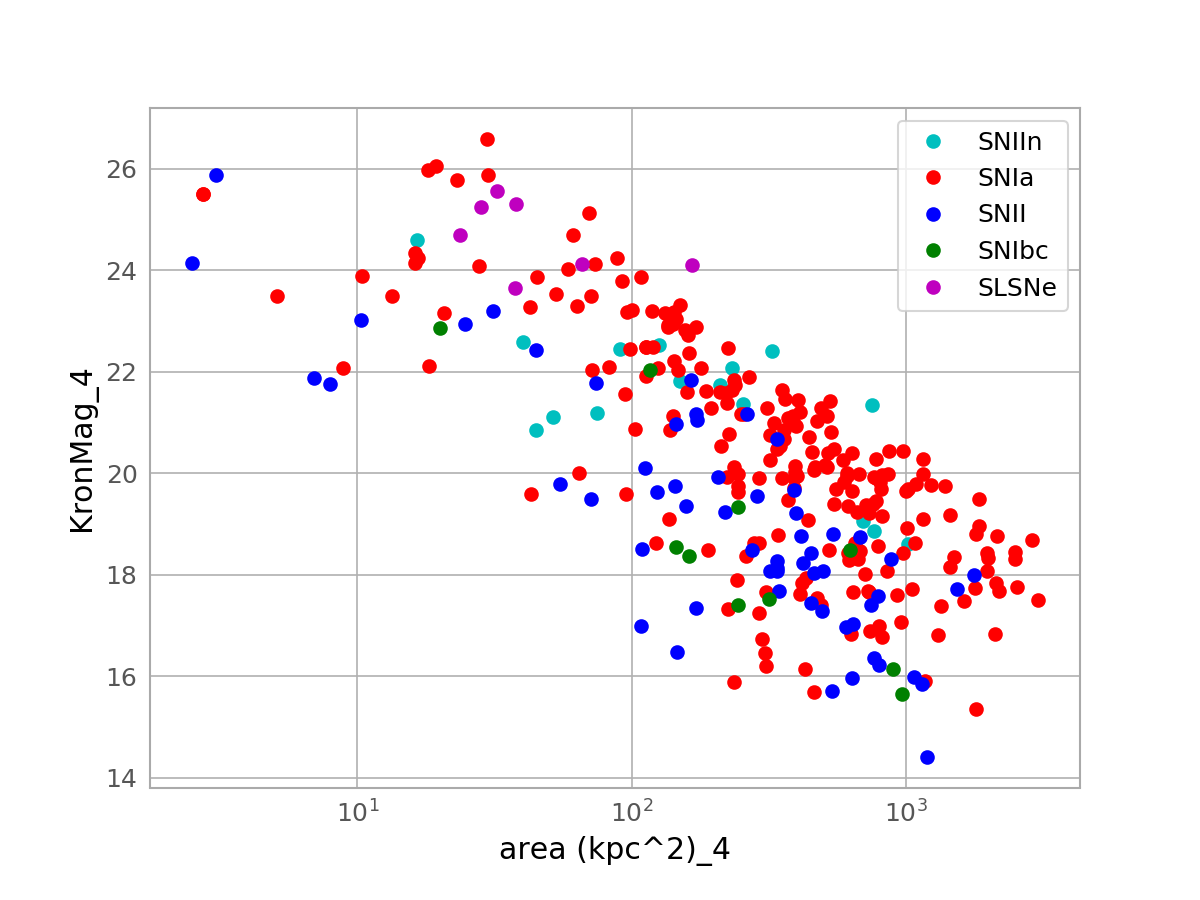 26
24
22
20
18
16
14
KronMag_4
10^1
10^2
10^3
area (kpc^2)_4
SNIIn
SNIa
SNII
SNIbc
SLSNe